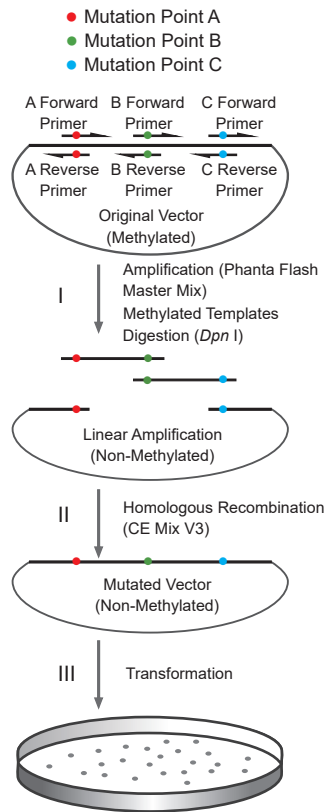 Mutation Point A
Mutation Point B
Mutation Point C
A Forward Primer
B Forward Primer
C Forward Primer
A Reverse Primer
B Reverse Primer
C Reverse Primer
Original Vector
(Methylated)
I
Amplification (Phanta Flash
Master Mix)
Methylated Templates
Digestion (Dpn I)
Linear Amplification
(Non-Methylated)
II
Homologous Recombination
(CE Mix V3)
Mutated Vector
(Non-Methylated)
III
Transformation